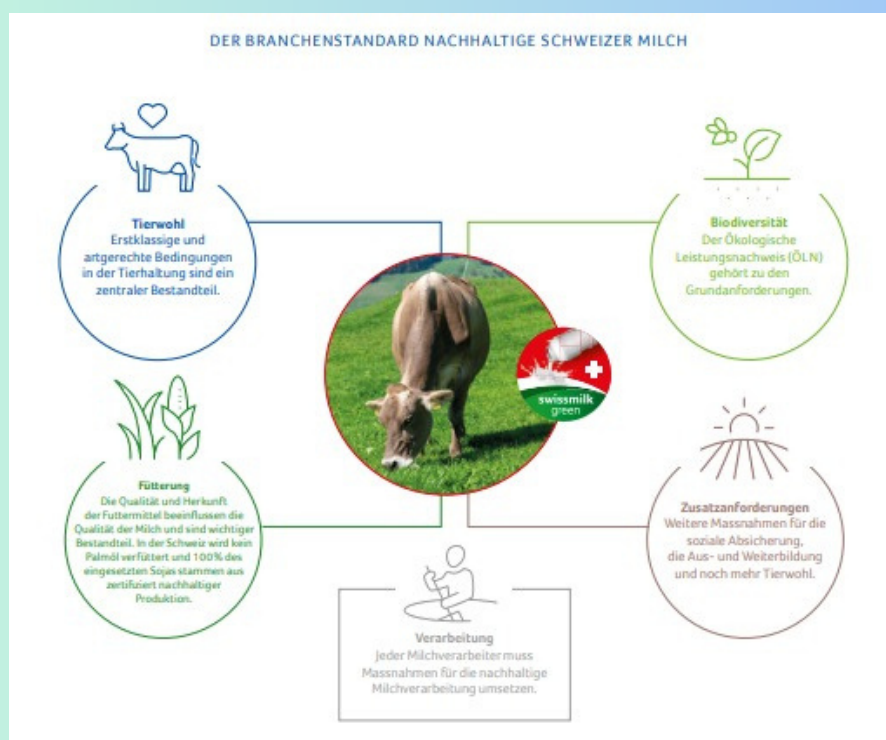 DER BRANCHENSTANDARD NACHHALTIGE SCHWEIZER MILCH
Tierwohl
Erstklassige und
artgerechte Bedingungen
in der Tierhaltung sind ein
zentraler Bestandteil.
Biodiversität
Der Ökologische
Leistungsnachweis (ÖLN)
gehört zu den
Grundanforderungen.
swissmilk
green
Fütterung
Die Qualität und Herkunft
der Futtermittel beeinflussen die
Qualität der Milch und sind wichtiger
Bestandteil. In der Schweiz wird kein
Palmöl verfüttert und 100% des
eingesetzten Sojas stammen aus
zertifiziert nachhaltiger
Produktion.
Zusatzanforderungen
Weitere Massnahmen für die
soziale Absicherung,
die Aus- und Weiterbildung
und noch mehr Tierwohl.
Verarbeitung
Jeder Milchverarbeiter muss
Massnahmen für die nachhaltige
Milchverarbeitung umsetzen.